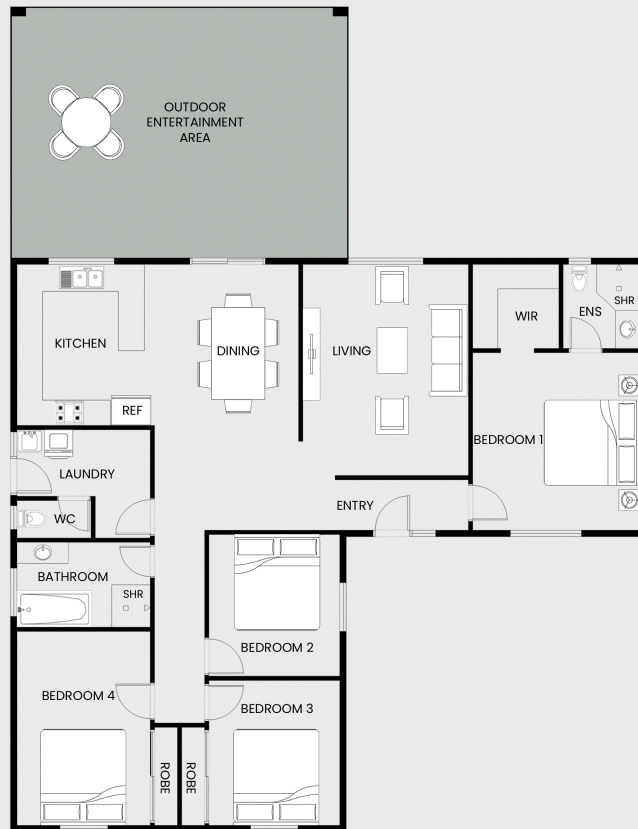 OUTDOOR
ENTERTAINMENT
AREA
KITCHEN
DINING
LIVING
WIR
ENS
SHR
REF
BEDROOM 1
LAUNDRY
WC
ENTRY
BATHROOM
SHR
BEDROOM 2
BEDROOM 4
BEDROOM 3
ROBE
ROBE